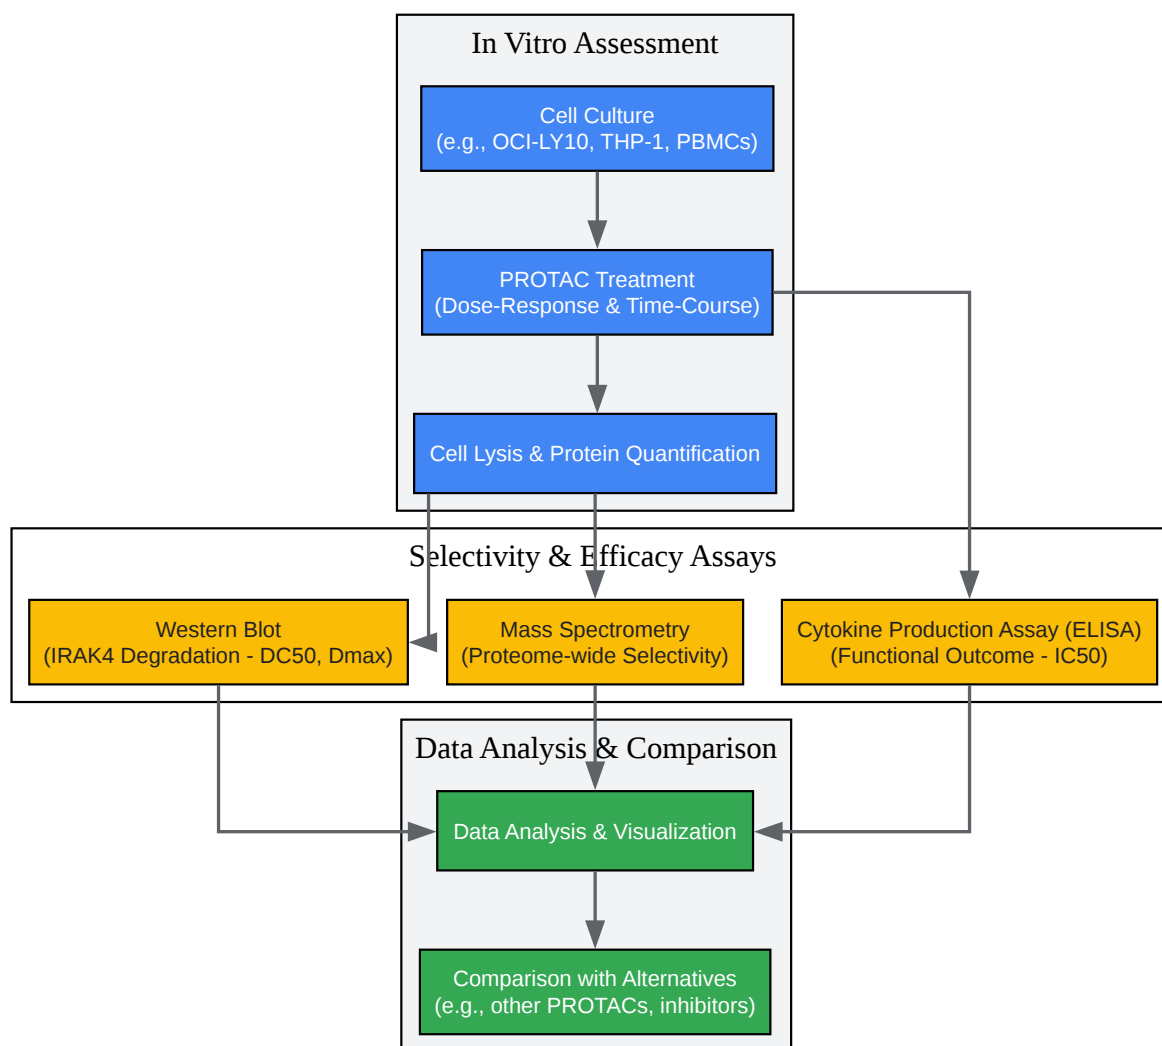 In Vitro Assessment
Cell Culture
(e.g., OCI-LY10, THP-1, PBMCs)
PROTAC Treatment
(Dose-Response & Time-Course)
Cell Lysis & Protein Quantification
Selectivity & Efficacy Assays
Western Blot
(IRAK4 Degradation - DC50, Dmax)
Mass Spectrometry
(Proteome-wide Selectivity)
Cytokine Production Assay (ELISA)
(Functional Outcome - IC50)
Data Analysis & Comparison
Data Analysis & Visualization
Comparison with Alternatives
(e.g., other PROTACs, inhibitors)